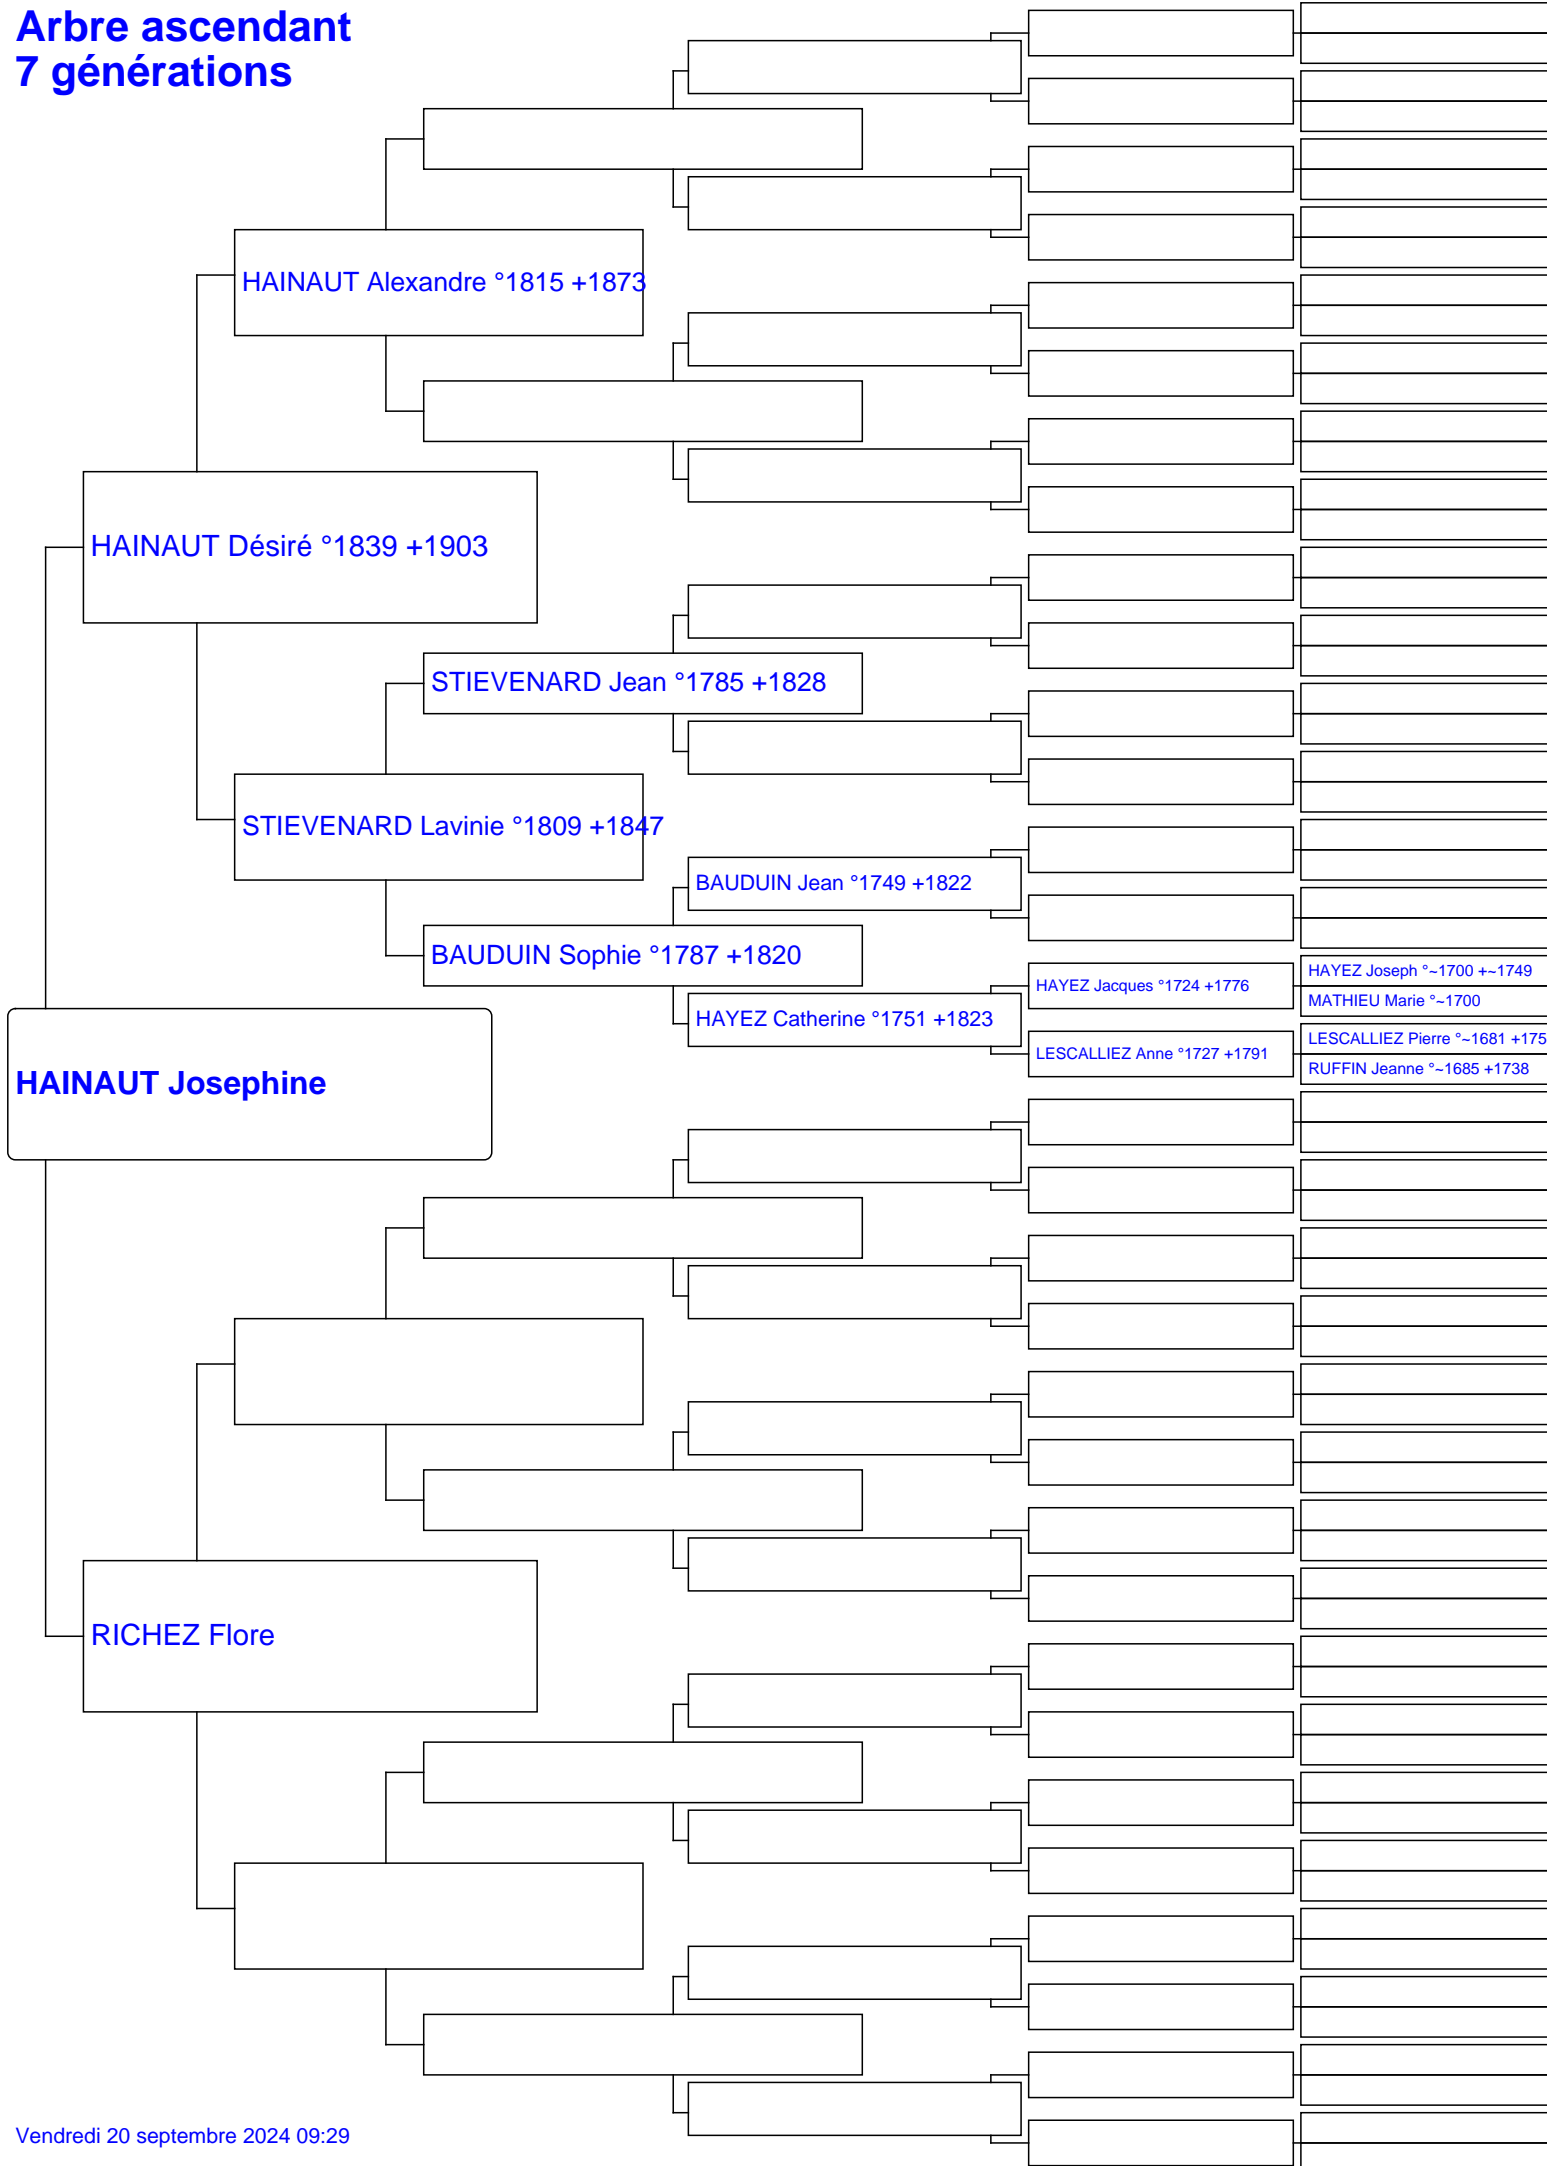 Arbre ascendant
7 générations
HAINAUT Alexandre °1815 +1873
HAINAUT Désiré °1839 +1903
STIEVENARD Jean °1785 +1828
STIEVENARD Lavinie °1809 +1847
BAUDUIN Jean °1749 +1822
BAUDUIN Sophie °1787 +1820
HAYEZ Joseph °~1700 +~1749
HAYEZ Jacques °1724 +1776
MATHIEU Marie °~1700
HAYEZ Catherine °1751 +1823
LESCALLIEZ Pierre °~1681 +175
LESCALLIEZ Anne °1727 +1791
RUFFIN Jeanne °~1685 +1738
HAINAUT Josephine
RICHEZ Flore
Vendredi 20 septembre 2024 09:29